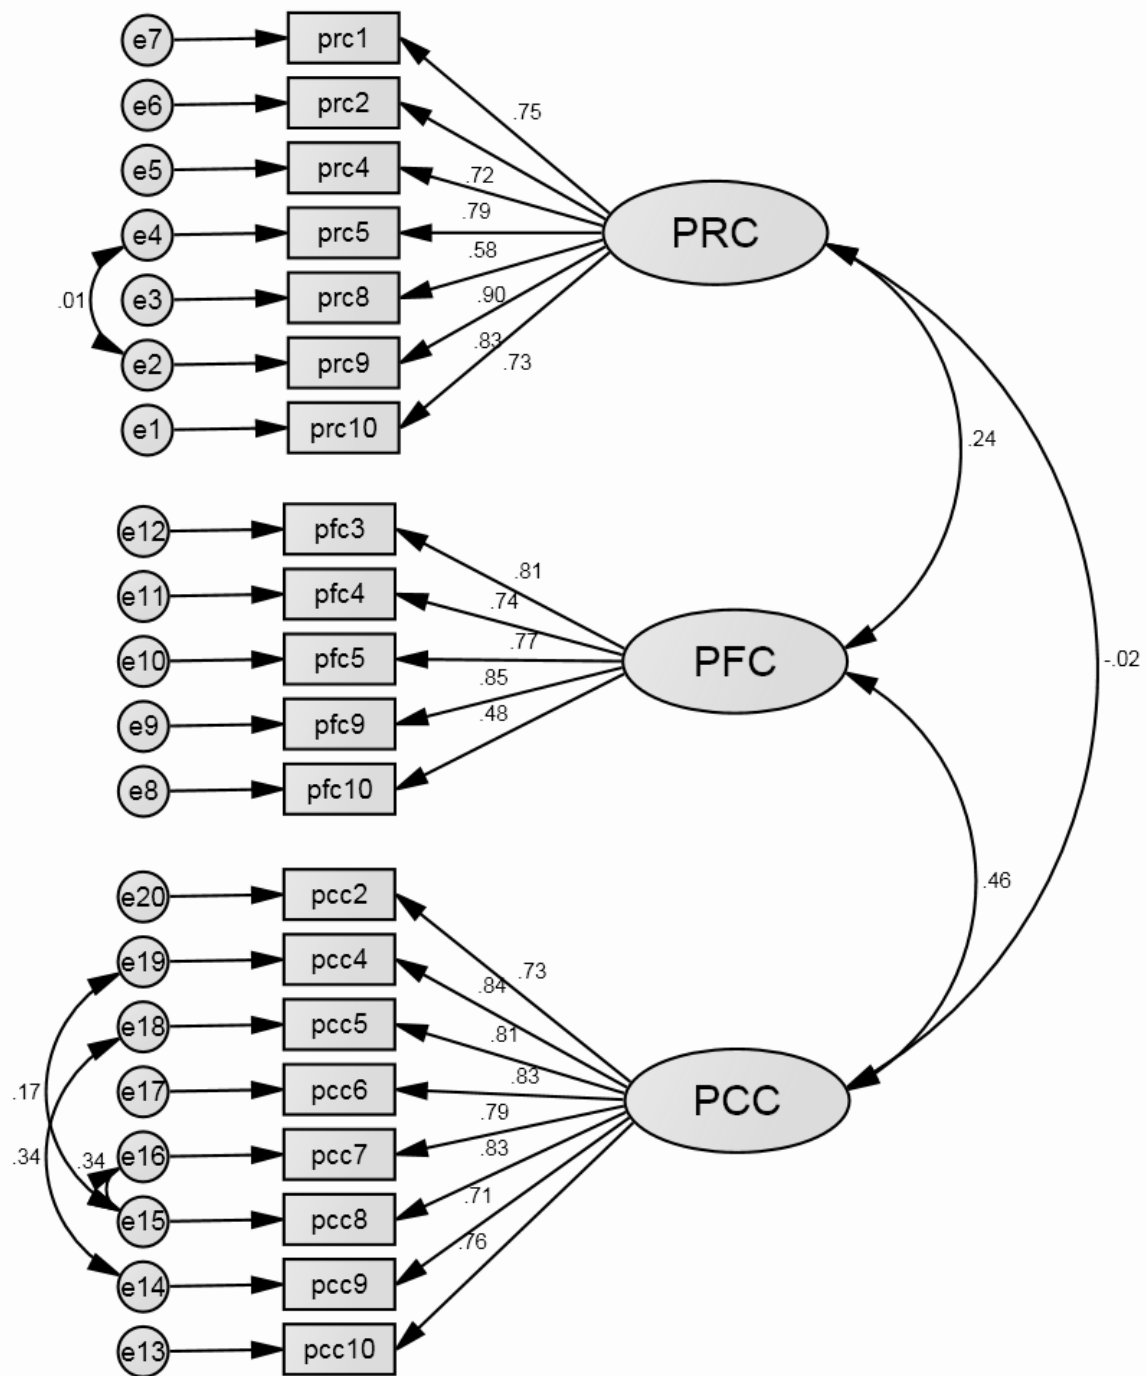 e7 prc1
.75
e6 prc2
e5 prc4
.72
.79
PRC
e4 prc5
.58
.01
e3 prc8
.90
e2 prc9
.83
.73
e1 prc10
.24
e12 pfc3
.81
e11 pfc4
.74
.77
e10 pfc5
PFC
-.02
.85
e9 pfc9
.48
e8 pfc10
.46
e20 pcc2
e19 pcc4
.73
.84
e18 pcc5
.81
.83
.17
e17 pcc6
PCC
.79
.34
.34
e16 pcc7
.83
.71
e15 pcc8
.76
e14 pcc9
e13 pcc10